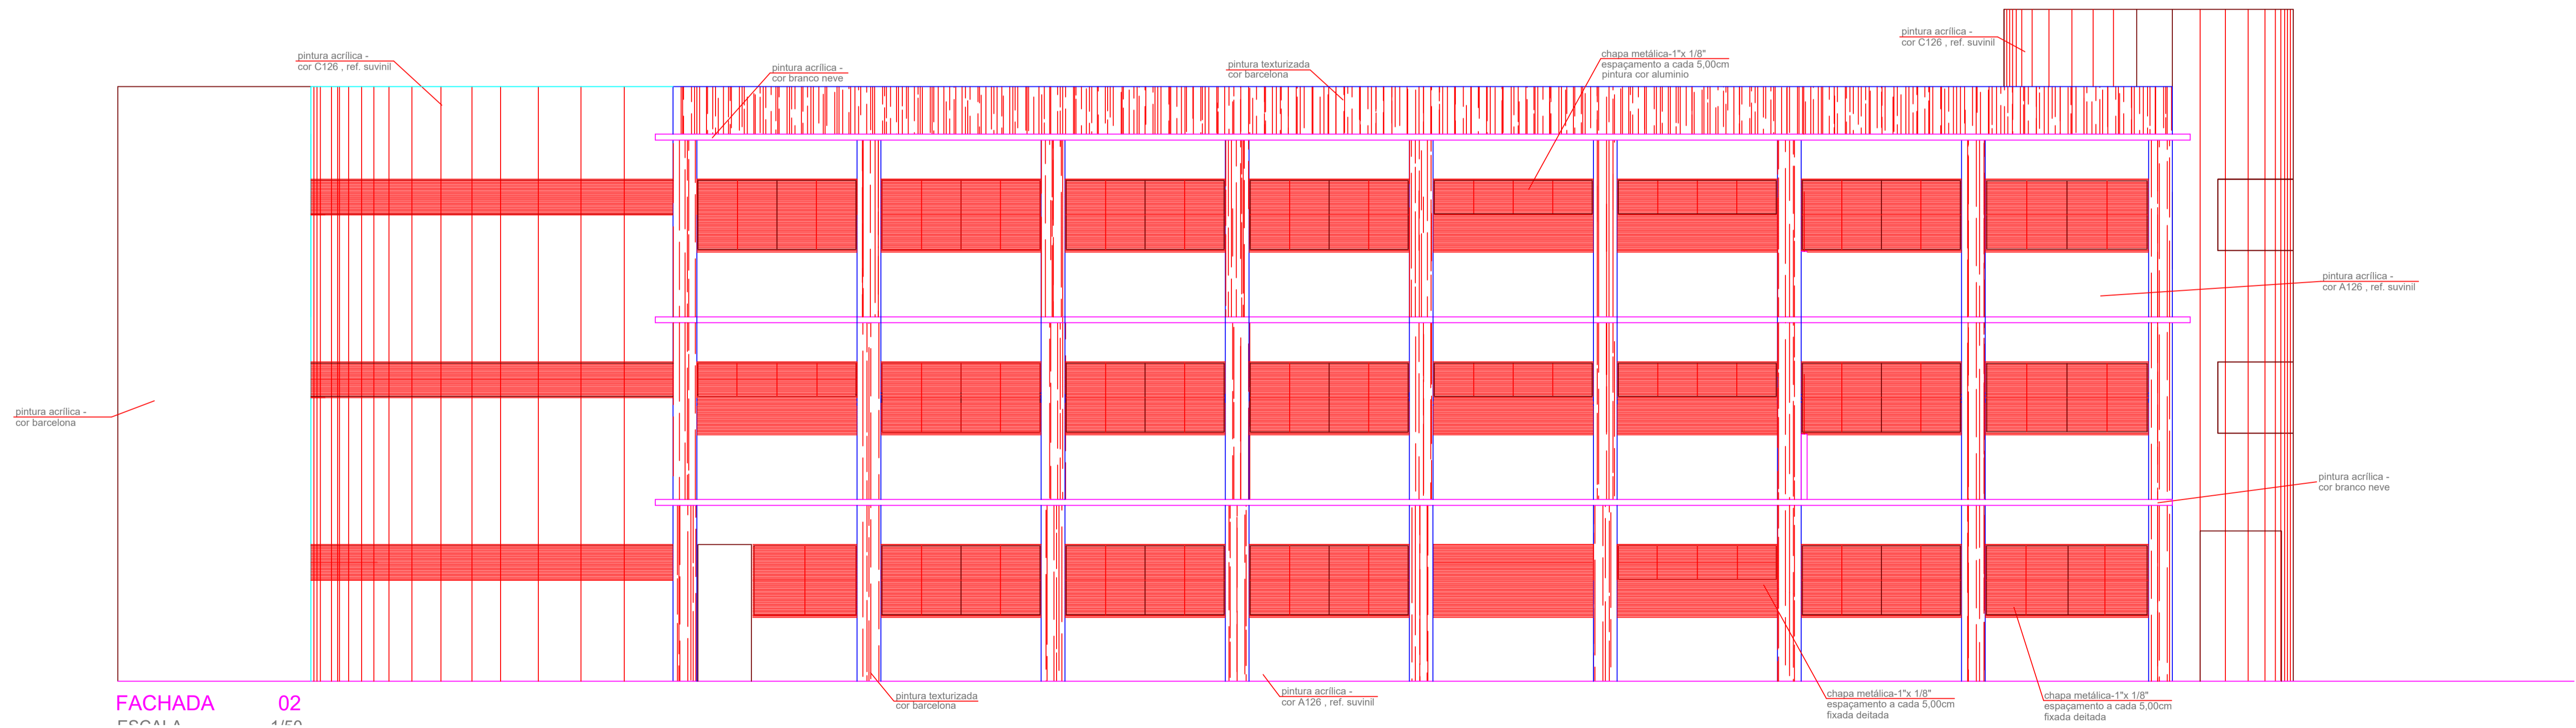 pintura acrílica -
cor C126 , ref. suvinil
pintura acrílica -
cor branco neve
pintura texturizada
cor barcelona
chapa metálica-1"x 1/8"
espaçamento a cada 5,00cm
pintura cor aluminio
pintura acrílica -
cor C126 , ref. suvinil
pintura acrílica -
cor A126 , ref. suvinil
pintura acrílica -
cor barcelona
pintura acrílica -
cor branco neve
pintura texturizada
cor barcelona
pintura acrílica -
cor A126 , ref. suvinil
chapa metálica-1"x 1/8"
espaçamento a cada 5,00cm
fixada deitada
chapa metálica-1"x 1/8"
espaçamento a cada 5,00cm
fixada deitada
FACHADA 02
ESCALA 1/50